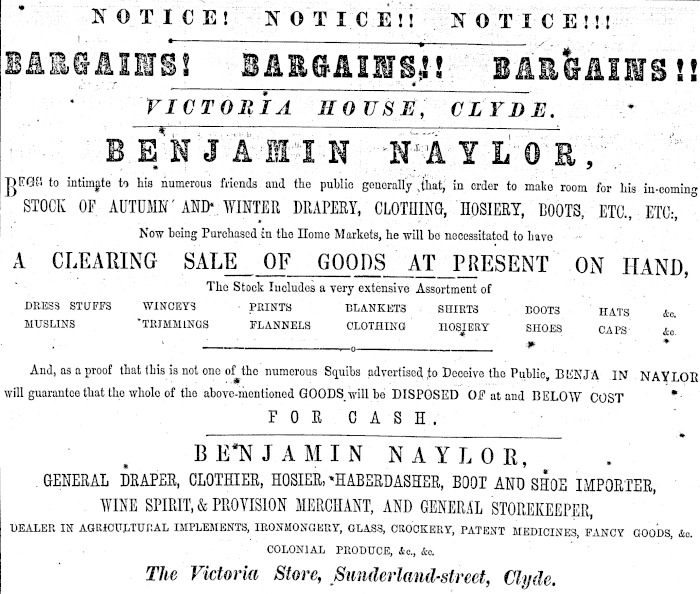 NOTICE! NOTICE!! NOTICE!!!
BARGAINS! BARGAINS!!! BARGAINS!!
VICTORIA HOUSE, CLYDE.
BENJAMIN NAYLOR,
BEGS to intimate to his numerous friends and the public generally that, in order to make room for his in-coming
STOCK OF AUTUMN AND WINTER DRAPERY, CLOTHING, HOSIERY, BOOTS, ETC., ETC.,
Now being Purchased in the Home Markets, he will be necessitated to have
A CLEARING SALE OF GOODS AT PRESENT ON HAND,
The Stock Includes a very extensive Assortment of
DRESS STUFFS WINCEYS PRINTS BLANKETS SHIRTS BOOTS HATS &c.
MUSLINS TRIMMINGS FLANNELS CLOTHING HOSIERY SHOES CAPS &c.
And, as a proof that this is not one of the numerous Squibs advertised to Deceive the Public, BENJA IN NAYLOR
will guarantee that the whole of the above-mentioned GOODS will be DISPOSED OF at and BELOW COST
FOR CASH.
BENJAMIN NAYLOR,
GENERAL DRAPER, CLOTHIER, HOSIER, HABERDASHER, BOOT AND SHOE IMPORTER,
WINE SPIRIT, & PROVISION MERCHANT, AND GENERAL STOREKEEPER,
DEALER IN AGRICULTURAL IMPLEMENTS, IRONMONGERY, GLASS, CROCKERY, PATENT MEDICINES, FANCY GOODS, &c.
COLONIAL PRODUCE, &c., &c.
The Victoria Store, Sunderland-street, Clyde.